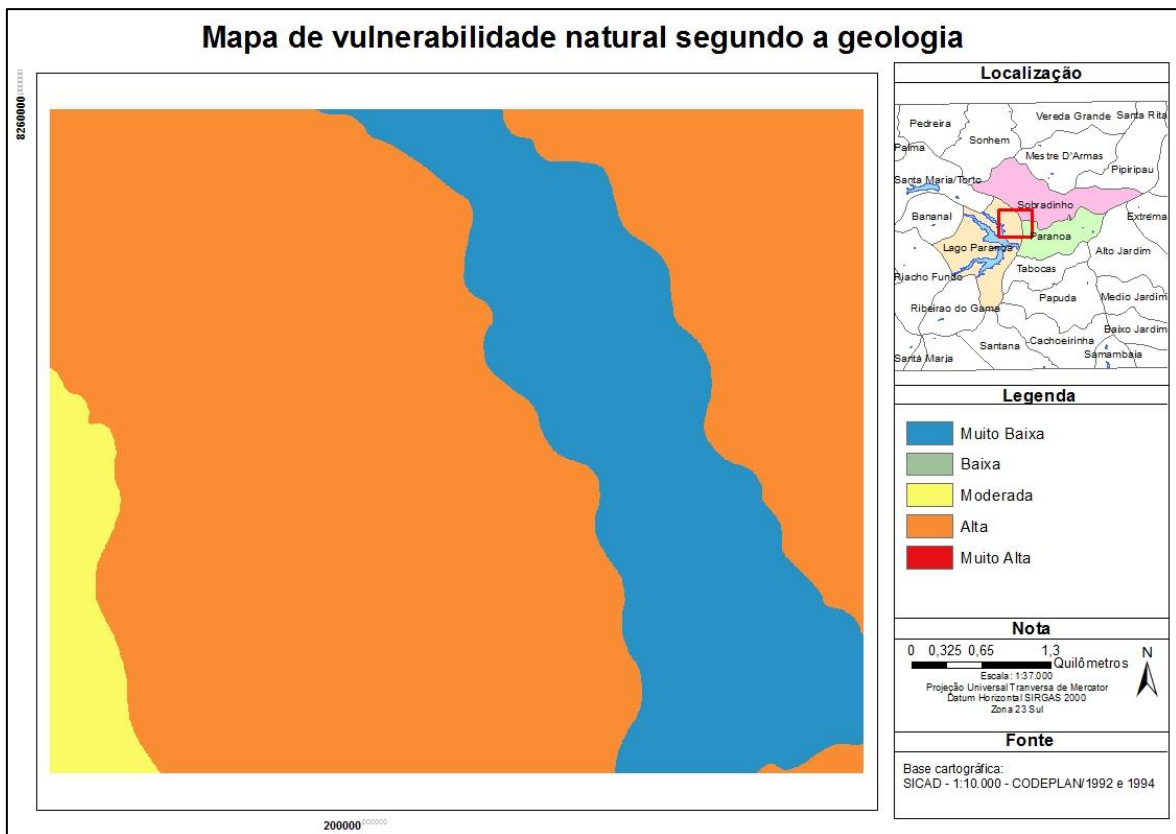 Mapa de vulnerabilidade natural segundo a geologia
8260000
000000
200000
000000
Localização
Pedreira
Vereda Grande
Santa Rita
Sonhem
Palma
Mestre D'Armas
Pipiripau
Santa Maria/Torto
Sobradinho
Bananal
Extrema
Paranoa
Lago Paranoa
Alto Jardim
Tabocas
Riacho Fundo
Papuda
Medio Jardim
Ribeirao do Gama
Baixo Jardim
Santana
Cachoeirinha
Santa Maria
Samambaia
Legenda
Muito Baixa
Baixa
Moderada
Alta
Muito Alta
Nota
0 0,325 0,65 1,3
Quilômetros
N
Escala: 1:37.000
Projeção Universal Tranversa de Mercator
Datum Horizontal SIRGAS 2000
Zona 23 Sul
Fonte
Base cartográfica:
SICAD - 1:10.000 - CODEPLAN/1992 e 1994